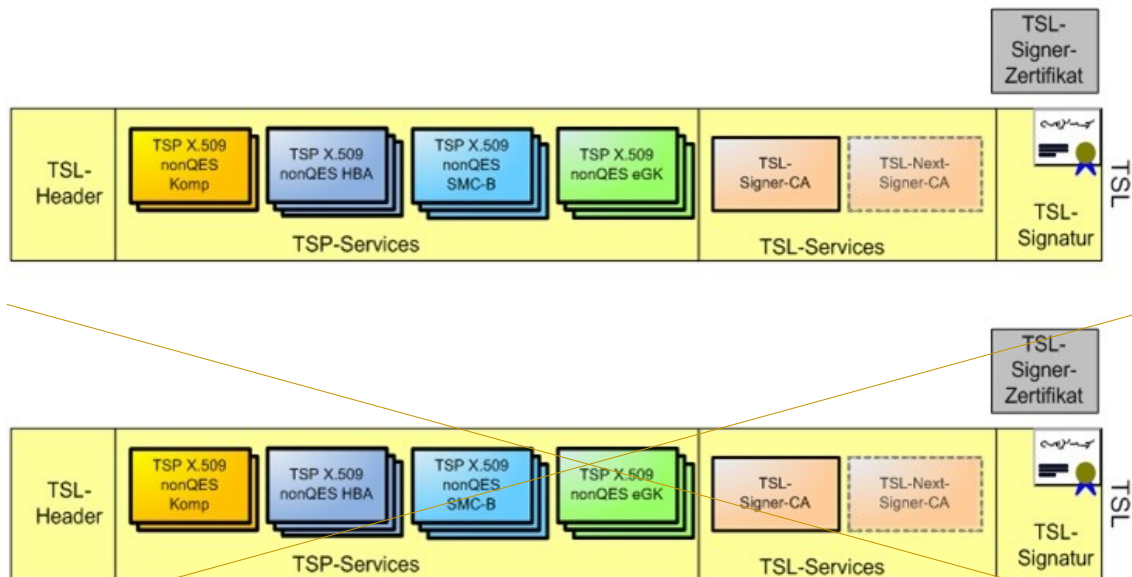 TSL-
Signer-
Zertifikat
TSL-
Header
TSP X.509
nonQES
Komp
TSP X.509
nonQES HBA
TSP X.509
nonQES
SMC-B
TSP X.509
nonQES eGK
TSP-Services
TSL-
Signer-CA
TSL-Next-
Signer-CA
TSL-Services
TSL-
Signatur
TSL
TSL-
Signer-
Zertifikat
TSL-
Header
TSP X.509
nonQES
Komp
TSP X.509
nonQES HBA
TSP X.509
nonQES
SMC-B
TSP X.509
nonQES eGK
TSP-Services
TSL-
Signer-CA
TSL-Next-
Signer-CA
TSL-Services
TSL-
Signatur
TSL